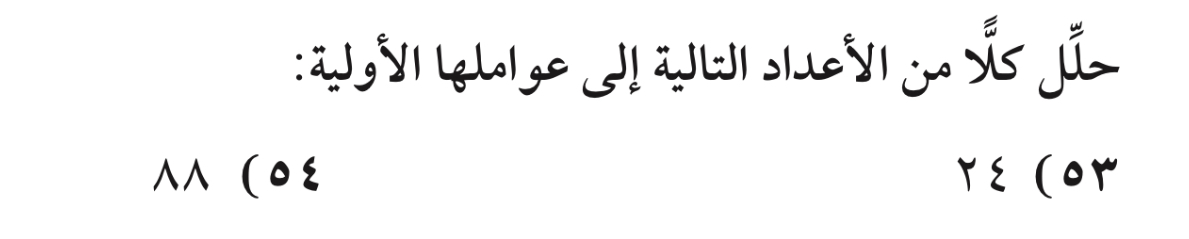 حلِّل كلًّا من الأعداد التالية إلى عواملها الأولية:
٥٣) ٢٤ ٥٤) ٨٨